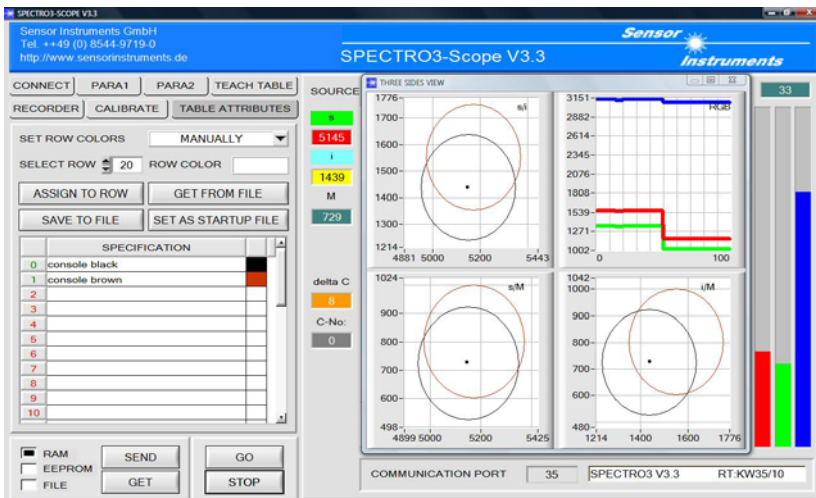 SPECTRO3-SCOPE V3.3
Sensor Instruments GmbH
Tel. ++49 (0) 8544-9719-0
http://www.sensorinstruments.de
SPECTRO3-Scope V3.3
Sensor
Instruments
CONNECT PARA1 PARA2 TEACH TABLE
RECORDER CALIBRATE TABLE ATTRIBUTES
SET ROW COLORS MANUALLY
SELECT ROW 20 ROW COLOR
ASSIGN TO ROW GET FROM FILE
SAVE TO FILE SET AS STARTUP FILE
SPECIFICATION
0 console black
1 console brown
2
3
4
5
6
7
8
9
10
RAM
EEPROM
FILE
SEND
GET
GO
STOP
SOURCE
s
5145
i
1439
M
729
delta C
8
C-No:
0
THREE SIDES VIEW
s/i
1776
1700
1600
1500
1400
1300
1214
4881 5000 5200 5443
RGB
3151
2882
2614
2345
2076
1808
1539
1271
1002
0 100
s/M
1024
900
800
700
600
498
4899 5000 5200 5425
i/M
1042
1000
900
800
700
600
480
1214 1400 1600 1776
33
COMMUNICATION PORT 35 SPECTRO3 V3.3 RT:KW35/10